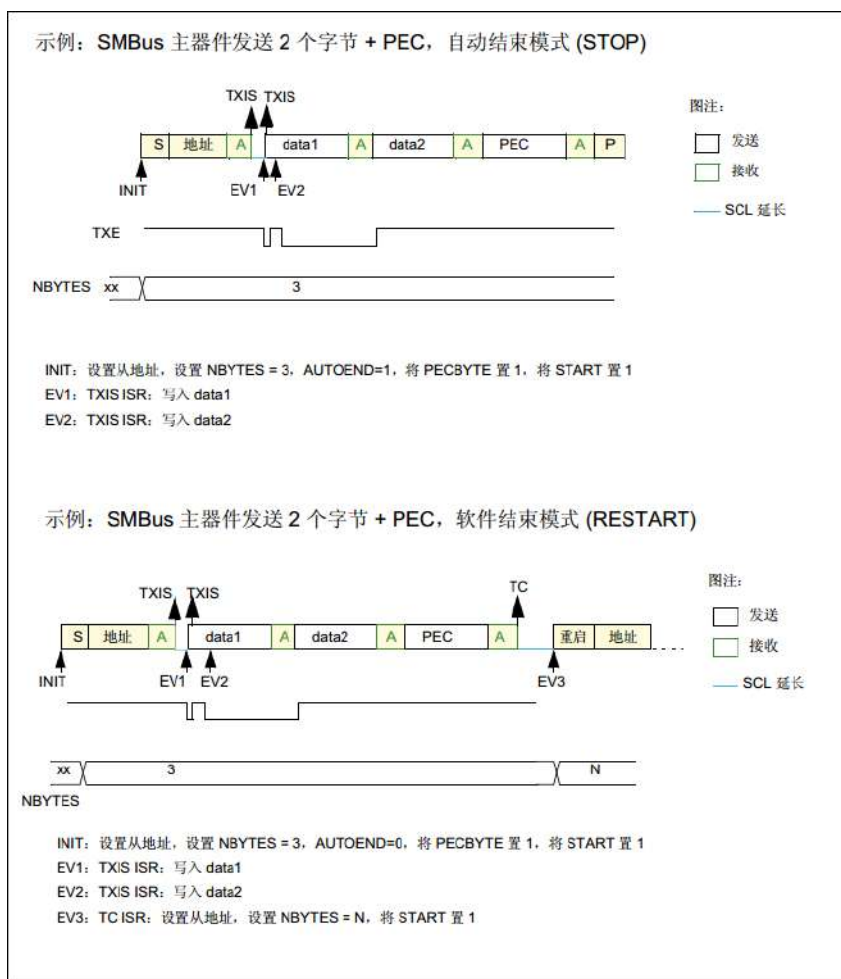 示例：SMBus 主器件发送 2 个字节 + PEC，自动结束模式 (STOP)
TXIS TXIS
图注：
S 地址 A data1 A data2 A PEC A P
发送
接收
INIT EV1 EV2
SCL 延长
TXE
NBYTES xx 3
INIT：设置从地址，设置 NBYTES = 3，AUTOEND=1，将 PECBYTE 置 1，将 START 置 1
EV1：TXIS ISR：写入 data1
EV2：TXIS ISR：写入 data2
示例：SMBus 主器件发送 2 个字节 + PEC，软件结束模式 (RESTART)
TXIS TXIS TC
图注：
S 地址 A data1 A data2 A PEC A 重启 地址
发送
接收
INIT EV1 EV2 EV3
SCL 延长
xx 3 N
NBYTES
INIT：设置从地址，设置 NBYTES = 3，AUTOEND=0，将 PECBYTE 置 1，将 START 置 1
EV1：TXIS ISR：写入 data1
EV2：TXIS ISR：写入 data2
EV3：TC ISR：设置从地址，设置 NBYTES = N，将 START 置 1